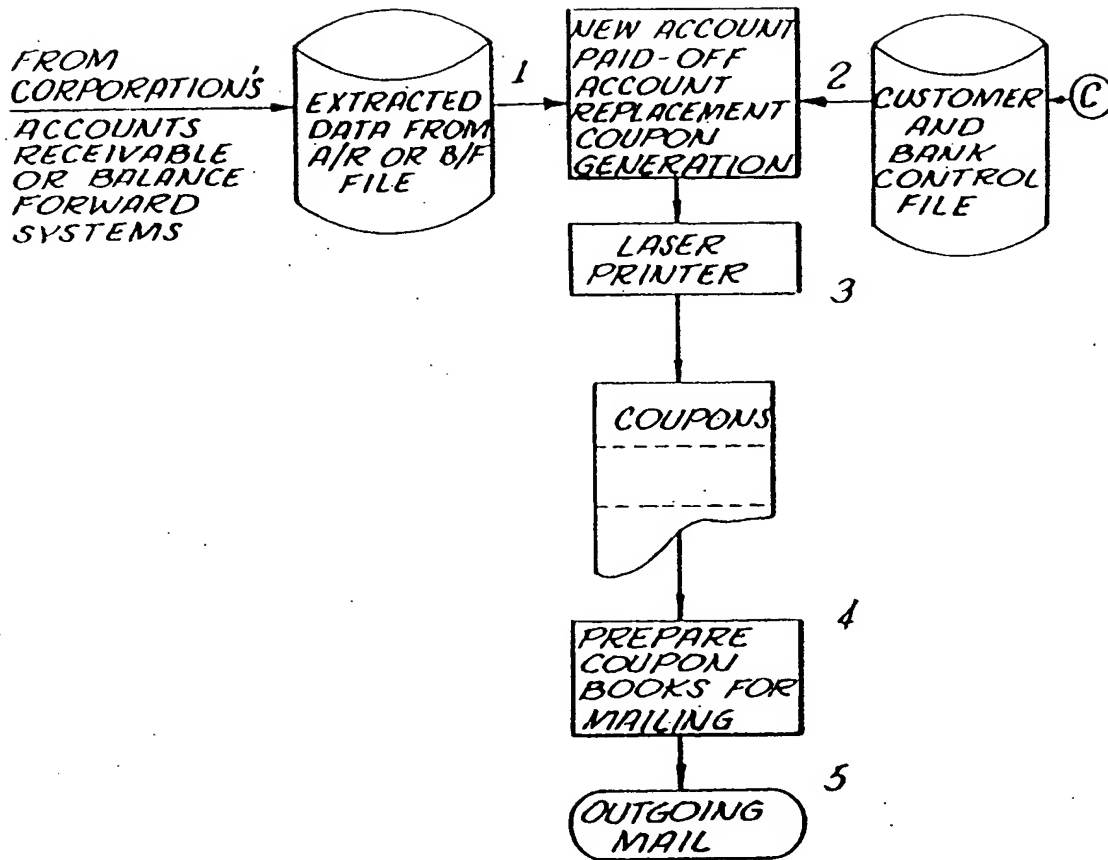 FROM
CORPORATION'S
ACCOUNTS
RECEIVABLE
OR BALANCE
FORWARD
SYSTEMS
EXTRACTED
DATA FROM
A/R OR B/F
FILE
1
NEW ACCOUNT
PAID-OFF
ACCOUNT
REPLACEMENT
COUPON
GENERATION
2
CUSTOMER
AND
BANK
CONTROL
FILE
C
LASER
PRINTER
3
COUPONS
4
PREPARE
COUPON
BOOKS FOR
MAILING
5
OUTGOING
MAIL